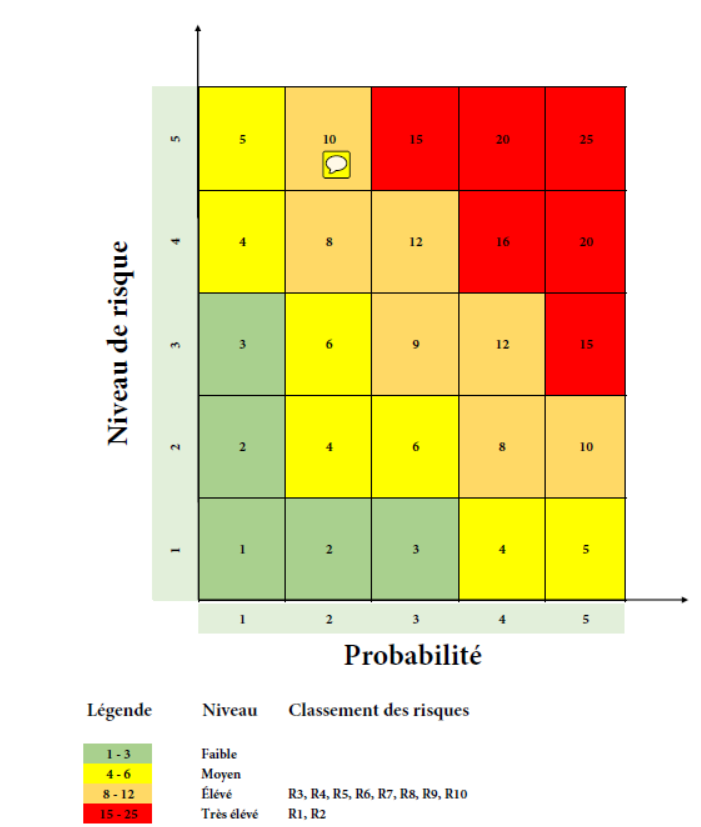 5 5 10 15 20 25
4 4 8 12 16 20
Niveau de risque
3 3 6 9 12 15
2 2 4 6 8 10
1 1 2 3 4 5
1 2 3 4 5
Probabilité
Légende Niveau Classement des risques
1 - 3 Faible
4 - 6 Moyen
8 - 12 Élévé R3, R4, R5, R6, R7, R8, R9, R10
15 - 25 Très élévé R1, R2